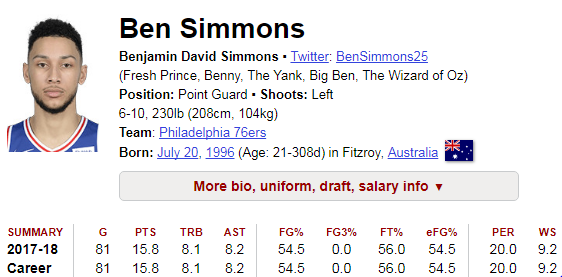 Ben Simmons
Benjamin David Simmons ▪ Twitter: BenSimmons25
(Fresh Prince, Benny, The Yank, Big Ben, The Wizard of Oz)
Position: Point Guard ▪ Shoots: Left
6-10, 230lb (208cm, 104kg)
Team: Philadelphia 76ers
Born: July 20, 1996 (Age: 21-308d) in Fitzroy, Australia
More bio, uniform, draft, salary info ▼
SUMMARY G PTS TRB AST FG% FG3% FT% eFG% PER WS
2017-18 81 15.8 8.1 8.2 54.5 0.0 56.0 54.5 20.0 9.2
Career 81 15.8 8.1 8.2 54.5 0.0 56.0 54.5 20.0 9.2